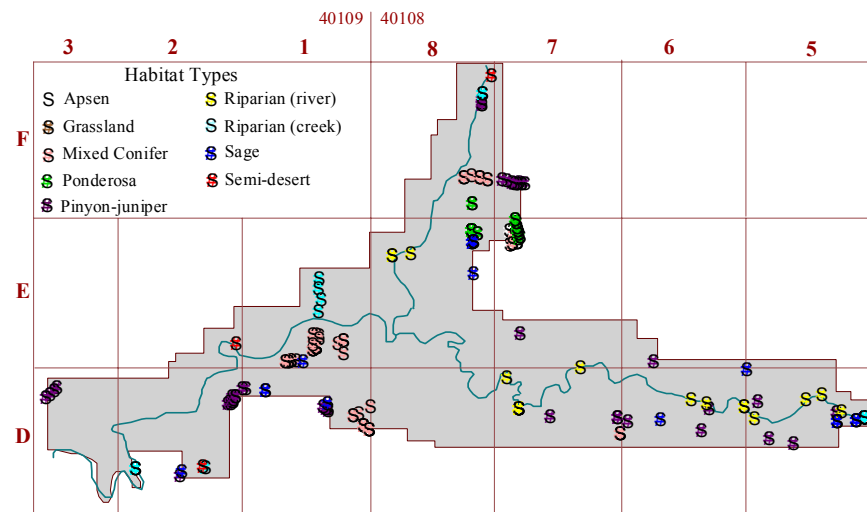 40109 40108
3 2 1 8 7 6 5
Habitat Types
S Apsen S Riparian (river)
S Grassland S Riparian (creek)
S Mixed Conifer S Sage
S Ponderosa S Semi-desert
S Pinyon-juniper
F
E
D